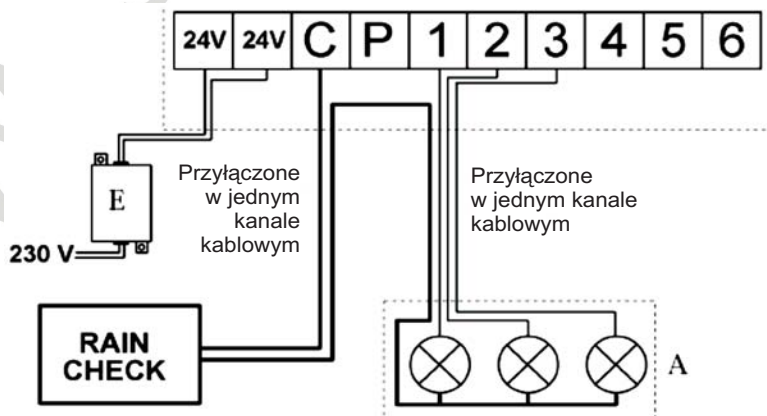 24V 24V C P 1 2 3 4 5 6
Przyłączone
w jednym
kanale
kablowym
Przyłączone
w jednym kanale
kablowym
E
230 V
RAIN
CHECK
A